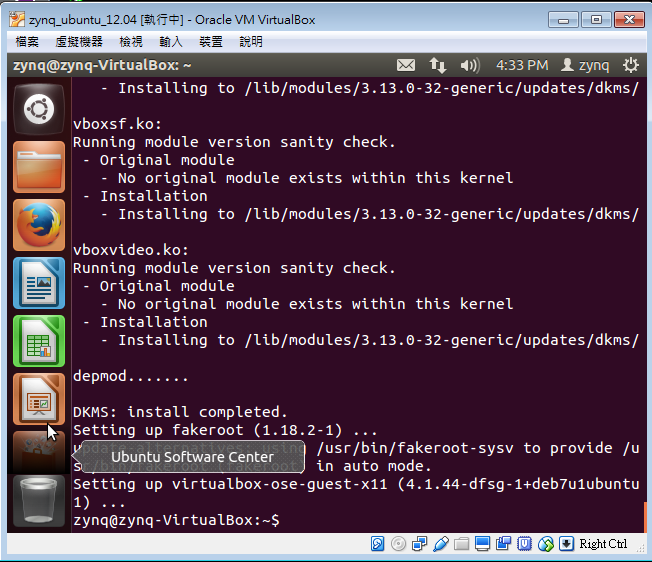 zynq_ubuntu_12.04 [執行中] - Oracle VM VirtualBox
檔案 虛擬機器 檢視 輸入 裝置 說明
zynq@zynq-VirtualBox: ~ 4:33 PM zynq
- Installing to /lib/modules/3.13.0-32-generic/updates/dkms/
vboxsf.ko:
Running module version sanity check.
- Original module
- No original module exists within this kernel
- Installation
- Installing to /lib/modules/3.13.0-32-generic/updates/dkms/
vboxvideo.ko:
Running module version sanity check.
- Original module
- No original module exists within this kernel
- Installation
- Installing to /lib/modules/3.13.0-32-generic/updates/dkms/
depmod.......
DKMS: install completed.
Setting up fakeroot (1.18.2-1) ...
update-alternatives: using /usr/bin/fakeroot-sysv to provide /u
Ubuntu Software Center
sr/bin/fakeroot (fakeroot) in auto mode.
Setting up virtualbox-ose-guest-x11 (4.1.44-dfsg-1+deb7u1ubuntu
1) ...
zynq@zynq-VirtualBox:~$
Right Ctrl